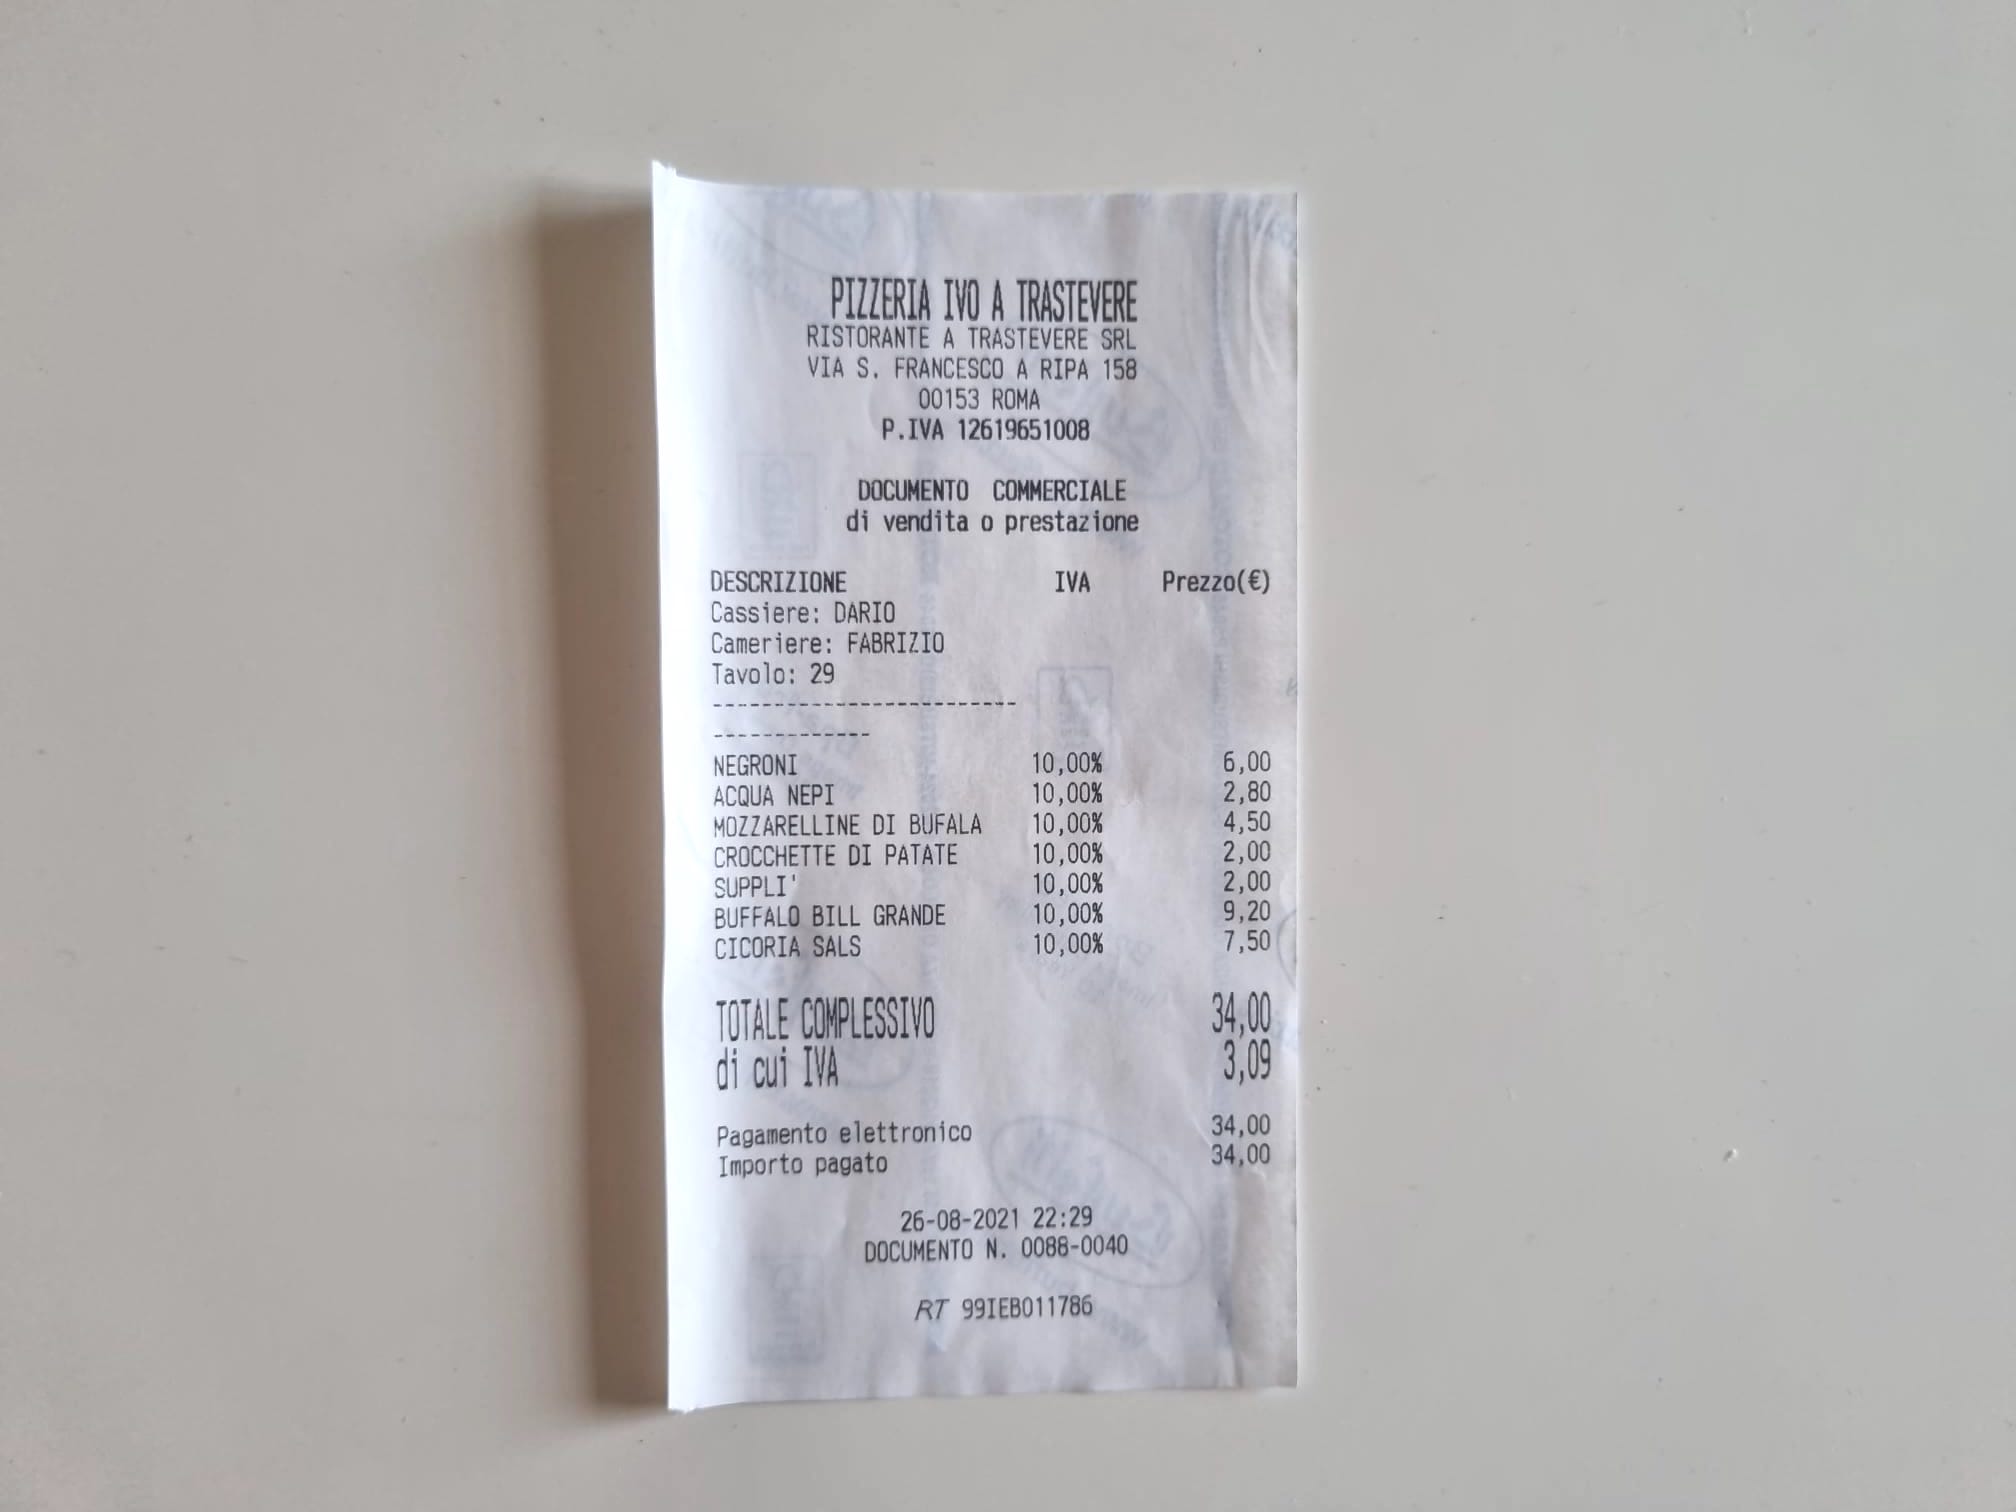 PIZZERIA IVO A TRASTEVERE
RISTORANTE A TRASTEVERE SRL
VIA S. FRANCESCO A RIPA 158
00153 ROMA
P.IVA 12619651008
DOCUMENTO COMMERCIALE
di vendita o prestazione
DESCRIZIONE IVA Prezzo(€)
Cassiere: DARIO
Cameriere: FABRIZIO
Tavolo: 29
-------------------------
-------------
NEGRONI 10,00% 6,00
ACQUA NEPI 10,00% 2,80
MOZZARELLINE DI BUFALA 10,00% 4,50
CROCCHETTE DI PATATE 10,00% 2,00
SUPPLI' 10,00% 2,00
BUFFALO BILL GRANDE 10,00% 9,20
CICORIA SALS 10,00% 7,50
TOTALE COMPLESSIVO 34,00
di cui IVA 3,09
Pagamento elettronico 34,00
Importo pagato 34,00
26-08-2021 22:29
DOCUMENTO N. 0088-0040
RT 99IEB011786